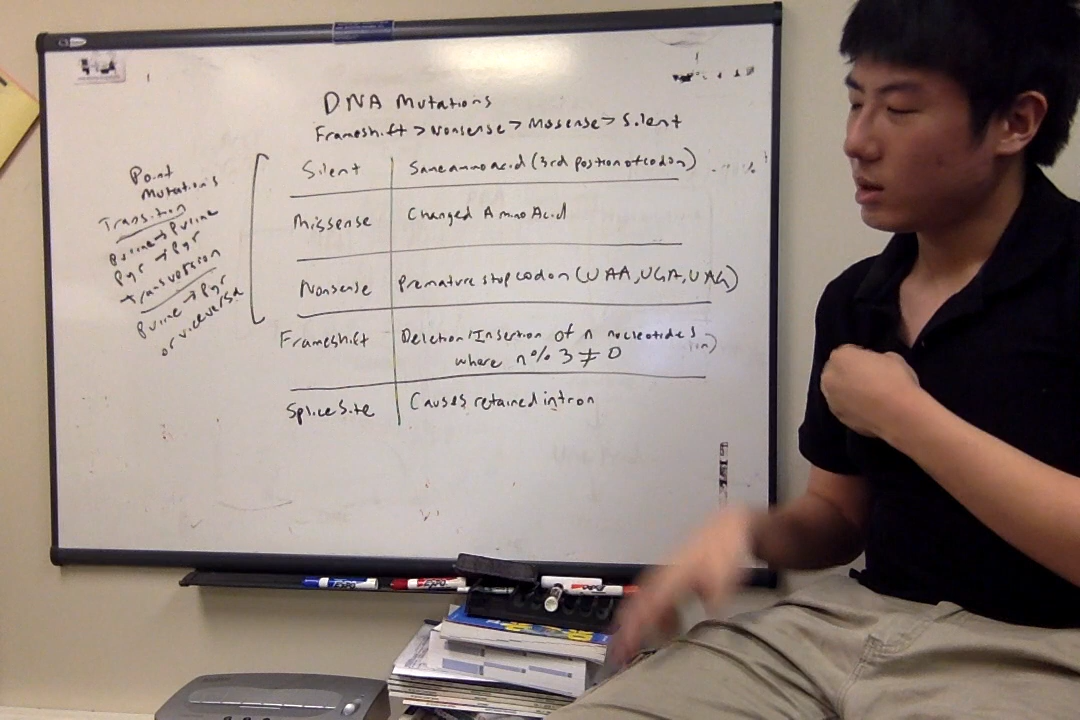 DNA Mutations
Frameshift > Nonsense > Missense > Silent
Point
Mutations
Transition
Purine → Purine
Pyr → Pyr
transversion
Purine → Pyr
or viceversa
Silent Same amino acid (3rd position of codon)
Missense Changed Amino Acid
Nonsense Premature stop codon (UAA, UGA, UAG)
Frameshift Deletion/Insertion of n nucleotides
where n % 3 ≠ 0
Splice Site Causes retained intron
EXPO